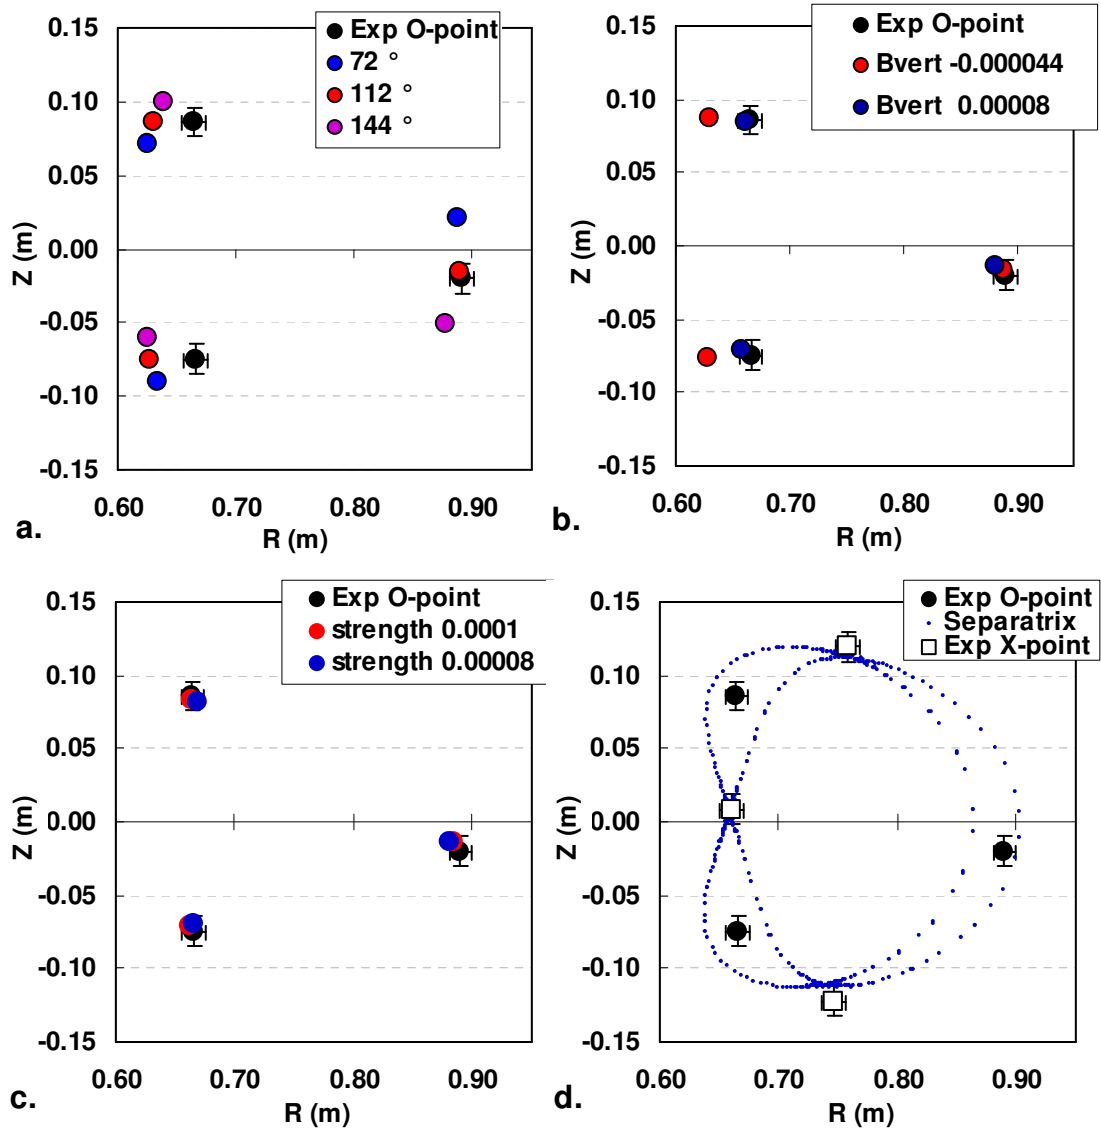 0.15
0.10
0.05
0.00
-0.05
-0.10
-0.15
Z (m)
0.60 0.70 0.80 0.90
R (m)
a.
Exp O-point
72 °
112 °
144 °
0.15
0.10
0.05
0.00
-0.05
-0.10
-0.15
Z (m)
0.60 0.70 0.80 0.90
R (m)
b.
Exp O-point
Bvert -0.000044
Bvert 0.00008
0.15
0.10
0.05
0.00
-0.05
-0.10
-0.15
Z (m)
0.60 0.70 0.80 0.90
R (m)
c.
Exp O-point
strength 0.0001
strength 0.00008
0.15
0.10
0.05
0.00
-0.05
-0.10
-0.15
Z (m)
0.60 0.70 0.80 0.90
R (m)
d.
Exp O-point
Separatrix
Exp X-point